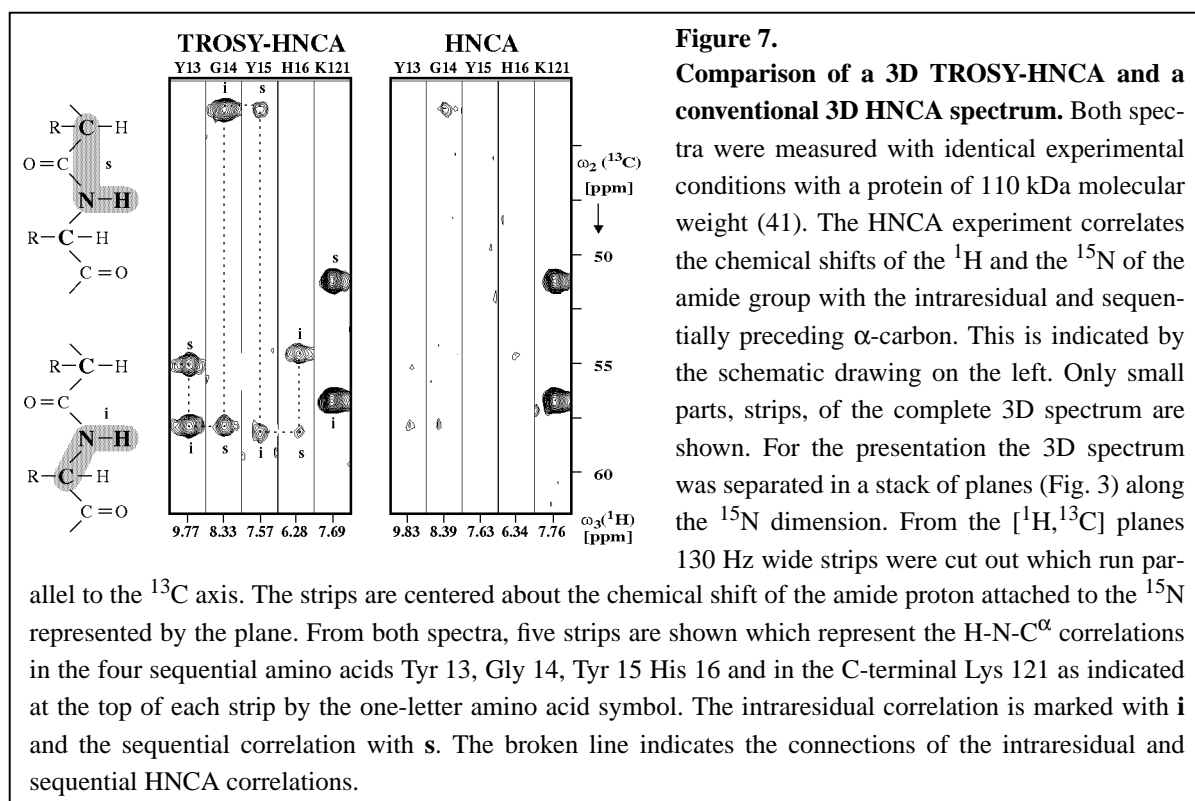 TROSY-HNCA
HNCA
Y13 G14 Y15 H16 K121
Y13 G14 Y15 H16 K121
R C H
O=C s
N-H
R-C-H
C=O
R-C-H
O=C i
N-H
R-C-H
C=O
i s
s
s i
i s i s i
ω2 (13C)
[ppm]
50
55
60
ω3(1H)
[ppm]
9.77 8.33 7.57 6.28 7.69
9.83 8.39 7.63 6.34 7.76
Figure 7.
Comparison of a 3D TROSY-HNCA and a
conventional 3D HNCA spectrum. Both spec-
tra were measured with identical experimental
conditions with a protein of 110 kDa molecular
weight (41). The HNCA experiment correlates
the chemical shifts of the 1H and the 15N of the
amide group with the intraresidual and sequen-
tially preceding α-carbon. This is indicated by
the schematic drawing on the left. Only small
parts, strips, of the complete 3D spectrum are
shown. For the presentation the 3D spectrum
was separated in a stack of planes (Fig. 3) along
the 15N dimension. From the [1H,13C] planes
130 Hz wide strips were cut out which run par-
allel to the 13C axis. The strips are centered about the chemical shift of the amide proton attached to the 15N
represented by the plane. From both spectra, five strips are shown which represent the H-N-Cα correlations
in the four sequential amino acids Tyr 13, Gly 14, Tyr 15 His 16 and in the C-terminal Lys 121 as indicated
at the top of each strip by the one-letter amino acid symbol. The intraresidual correlation is marked with i
and the sequential correlation with s. The broken line indicates the connections of the intraresidual and
sequential HNCA correlations.